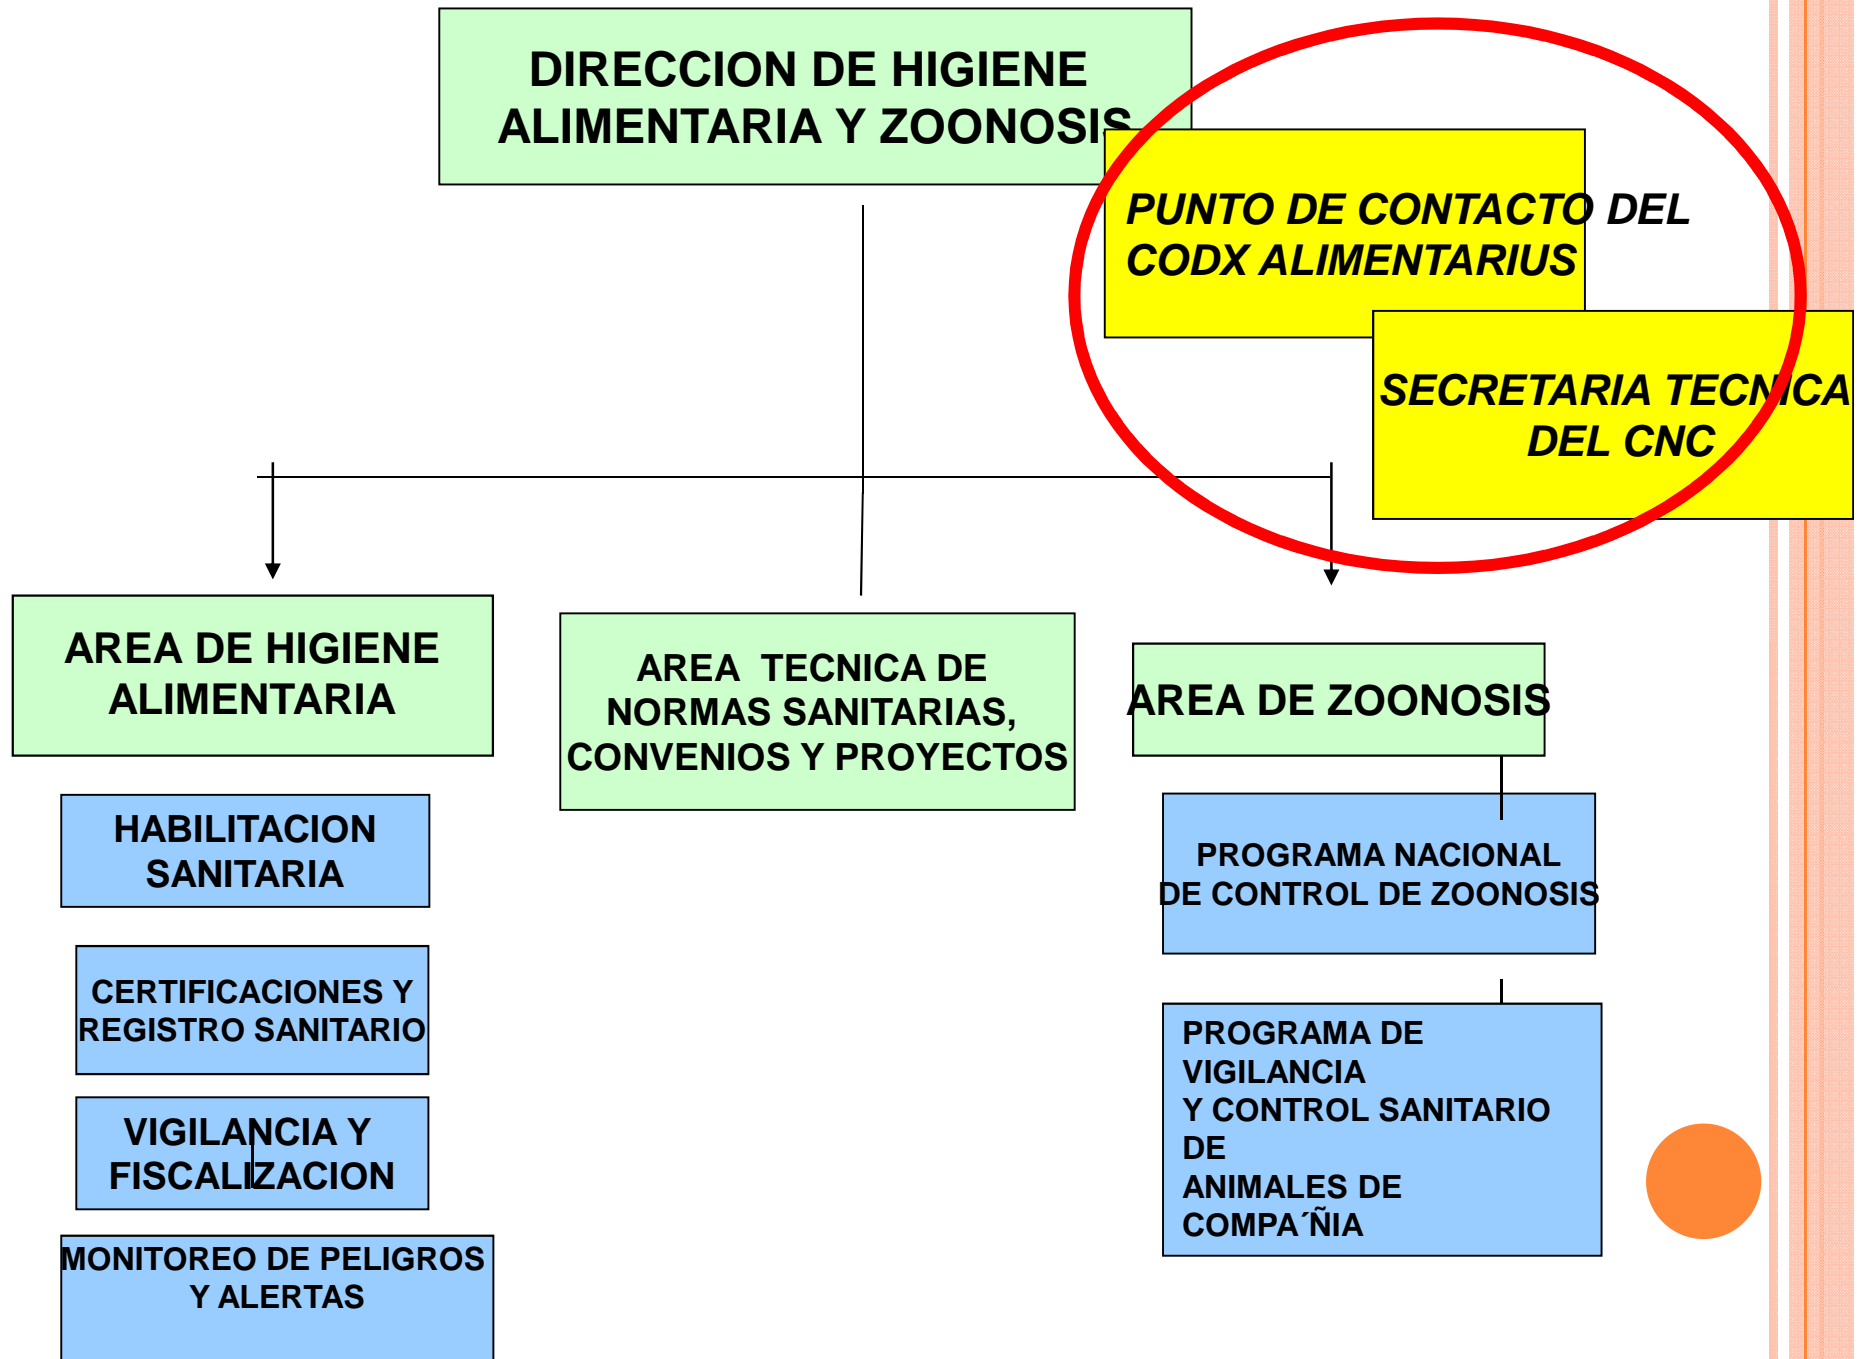 DIRECCION DE HIGIENE
ALIMENTARIA Y ZOONOSIS
PUNTO DE CONTACTO DEL
CODX ALIMENTARIUS
SECRETARIA TECNICA
DEL CNC
AREA DE HIGIENE
ALIMENTARIA
AREA TECNICA DE
NORMAS SANITARIAS,
CONVENIOS Y PROYECTOS
AREA DE ZOONOSIS
HABILITACION
SANITARIA
CERTIFICACIONES Y
REGISTRO SANITARIO
VIGILANCIA Y
FISCALIZACION
MONITOREO DE PELIGROS
Y ALERTAS
PROGRAMA NACIONAL
DE CONTROL DE ZOONOSIS
PROGRAMA DE
VIGILANCIA
Y CONTROL SANITARIO
DE
ANIMALES DE
COMPA´ÑIA